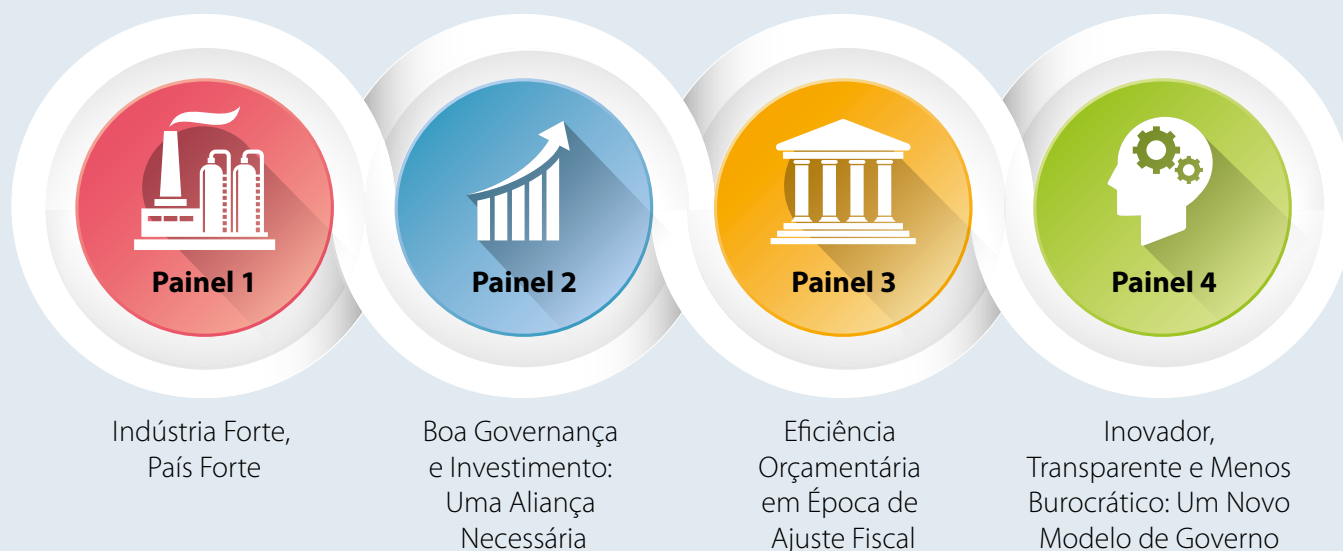 Painel 1
Indústria Forte,
País Forte
Painel 2
Boa Governança
e Investimento:
Uma Aliança
Necessária
Painel 3
Eficiência
Orçamentária
em Época de
Ajuste Fiscal
Painel 4
Inovador,
Transparente e Menos
Burocrático: Um Novo
Modelo de Governo